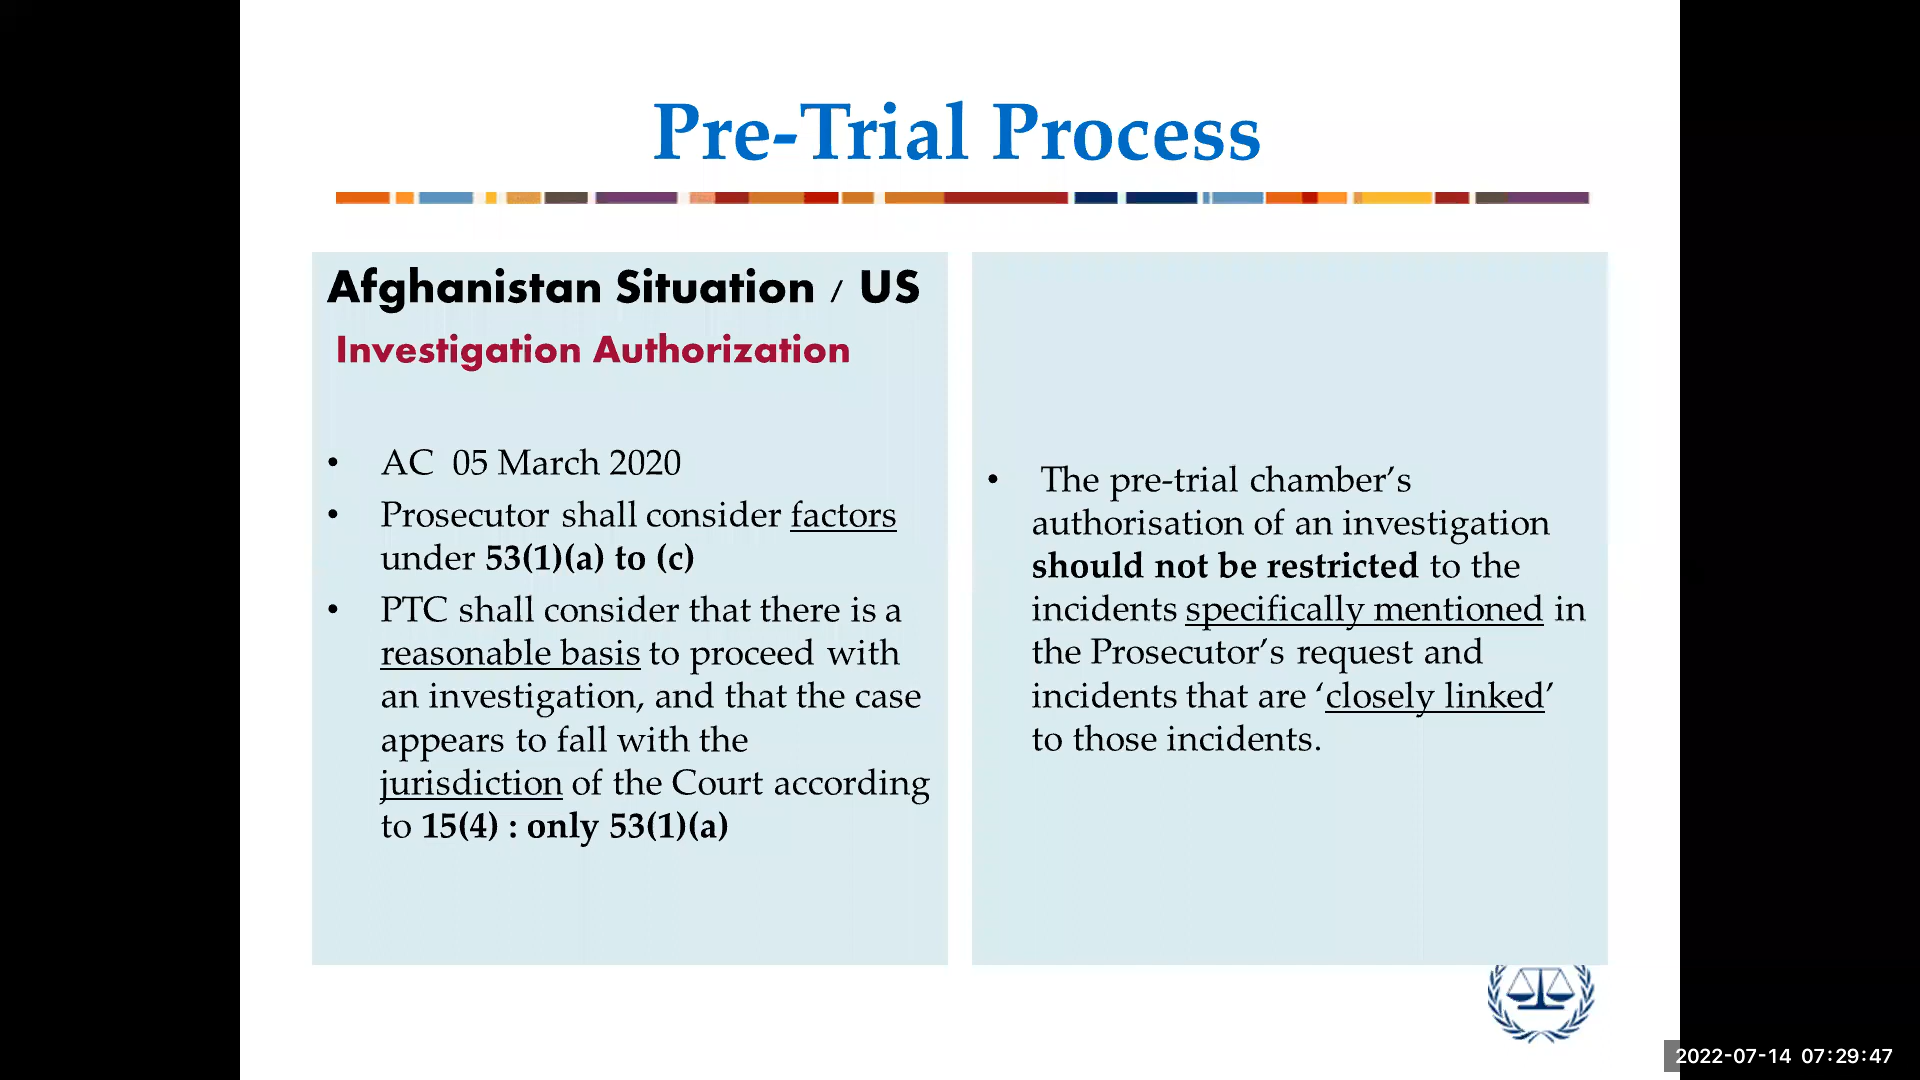 Pre-Trial Process
Afghanistan Situation / US
Investigation Authorization
• AC 05 March 2020
• Prosecutor shall consider factors
under 53(1)(a) to (c)
• PTC shall consider that there is a
reasonable basis to proceed with
an investigation, and that the case
appears to fall with the
jurisdiction of the Court according
to 15(4) : only 53(1)(a)
• The pre-trial chamber’s
authorisation of an investigation
should not be restricted to the
incidents specifically mentioned in
the Prosecutor’s request and
incidents that are ‘closely linked’
to those incidents.
2022-07-14 07:29:47